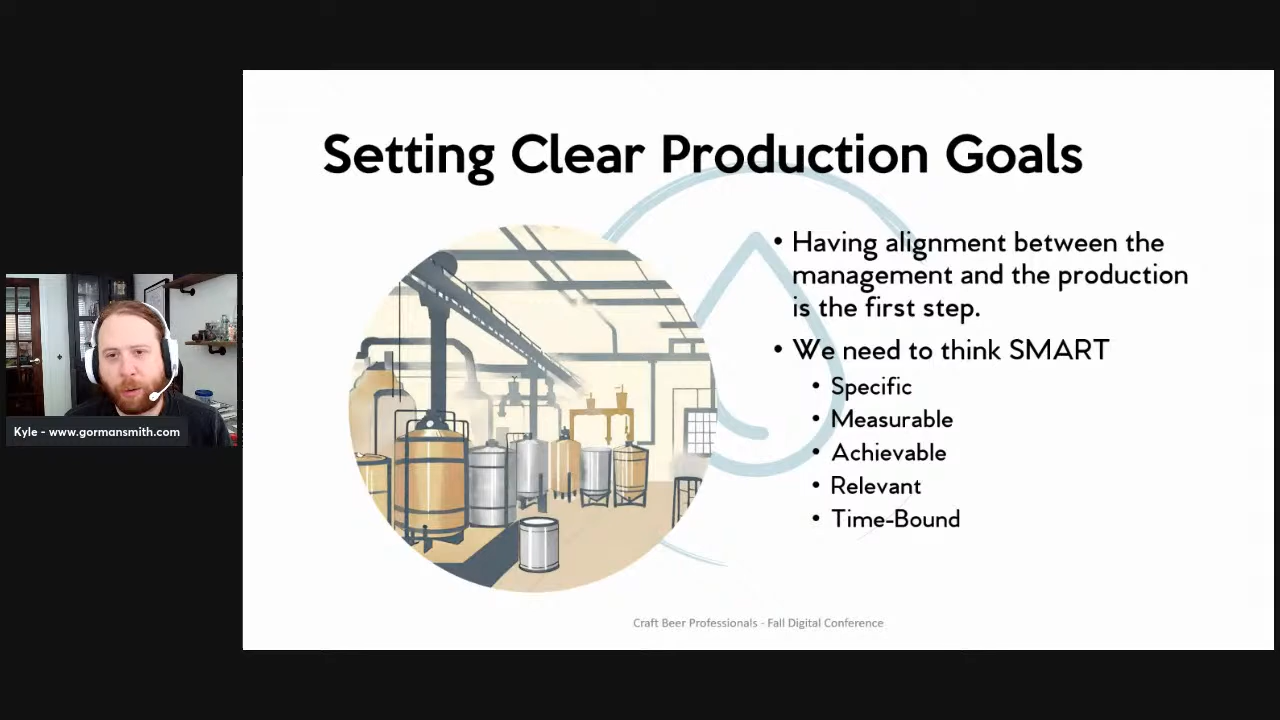 Setting Clear Production Goals
• Having alignment between the
management and the production
is the first step.
• We need to think SMART
• Specific
• Measurable
• Achievable
• Relevant
• Time-Bound
Craft Beer Professionals - Fall Digital Conference
Kyle - www.gormansmith.com